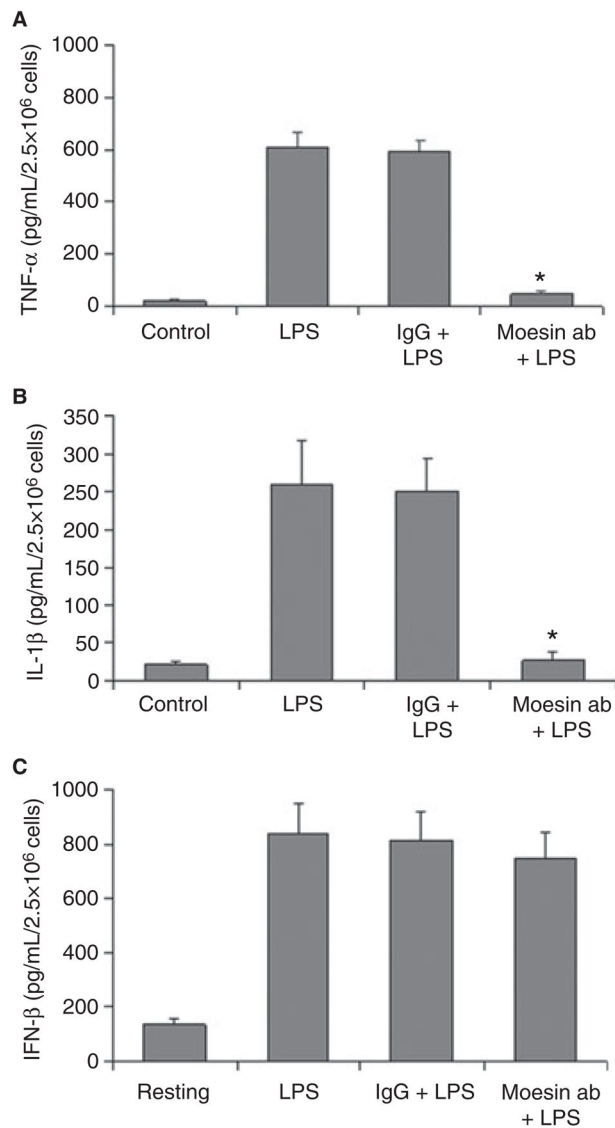 A
TNF-α (pg/mL/2.5×10⁶ cells)
1000
800
600
400
200
0
*
Control
LPS
IgG +
LPS
Moesin ab
+ LPS
B
IL-1β (pg/mL/2.5×10⁶ cells)
350
300
250
200
150
100
50
0
*
Control
LPS
IgG +
LPS
Moesin ab
+ LPS
C
IFN-β (pg/mL/2.5×10⁶ cells)
1000
800
600
400
200
0
Resting
LPS
IgG + LPS
Moesin ab
+ LPS